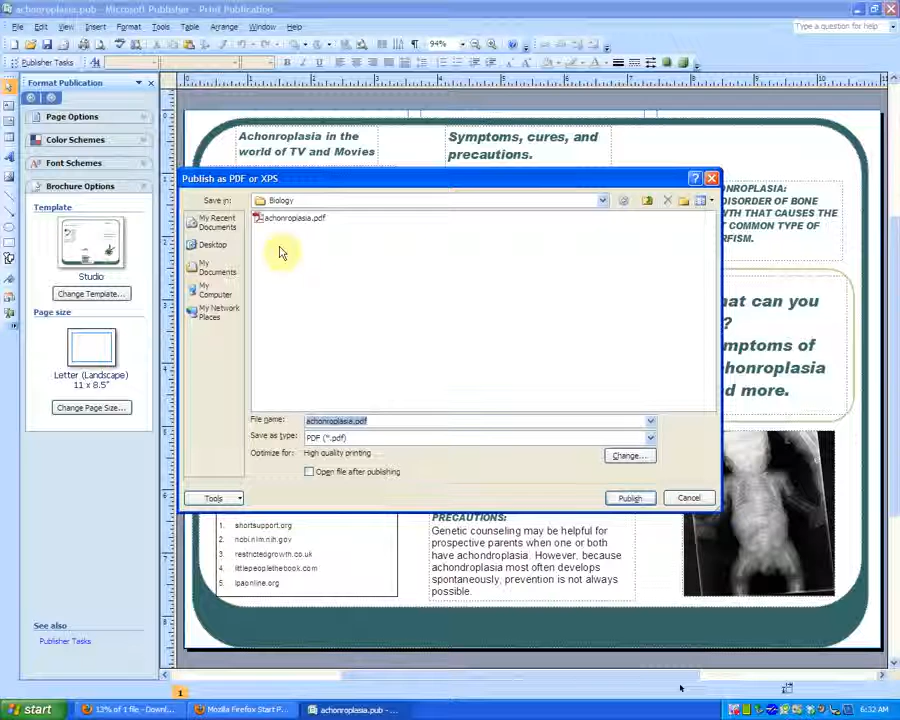 achonroplasia.pub - Microsoft Publisher - Print Publication
File Edit View Insert Format Tools Table Arrange Window Help
Type a question for help
94%
Publisher Tasks
Format Publication
Page Options
Color Schemes
Font Schemes
Brochure Options
Template
Studio
Change Template...
Page size
Letter (Landscape)
11 x 8.5"
Change Page Size...
See also
Publisher Tasks
Achonroplasia in the
world of TV and Movies
Symptoms, cures, and
precautions.
Publish as PDF or XPS
Save in:
Biology
My Recent
Documents
Desktop
My
Documents
My
Computer
My Network
Places
achonroplasia.pdf
File name:
achonroplasia.pdf
Save as type:
PDF (*.pdf)
Optimize for:
High quality printing
Change...
Open file after publishing
Tools
Publish
Cancel
1. shortsupport.org
2. ncbi.nlm.nih.gov
3. restrictedgrowth.co.uk
4. littlepeoplethebook.com
5. lpaonline.org
PRECAUTIONS:
Genetic counseling may be helpful for
prospective parents when one or both
have achondroplasia. However, because
achondroplasia most often develops
spontaneously, prevention is not always
possible.
NROPLASIA:
DISORDER OF BONE
WTH THAT CAUSES THE
T COMMON TYPE OF
RFISM.
hat can you
?
mptoms of
honroplasia
d more.
1
start
13% of 1 file - Downl...
Mozilla Firefox Start P...
achonroplasia.pub - ...
6:32 AM